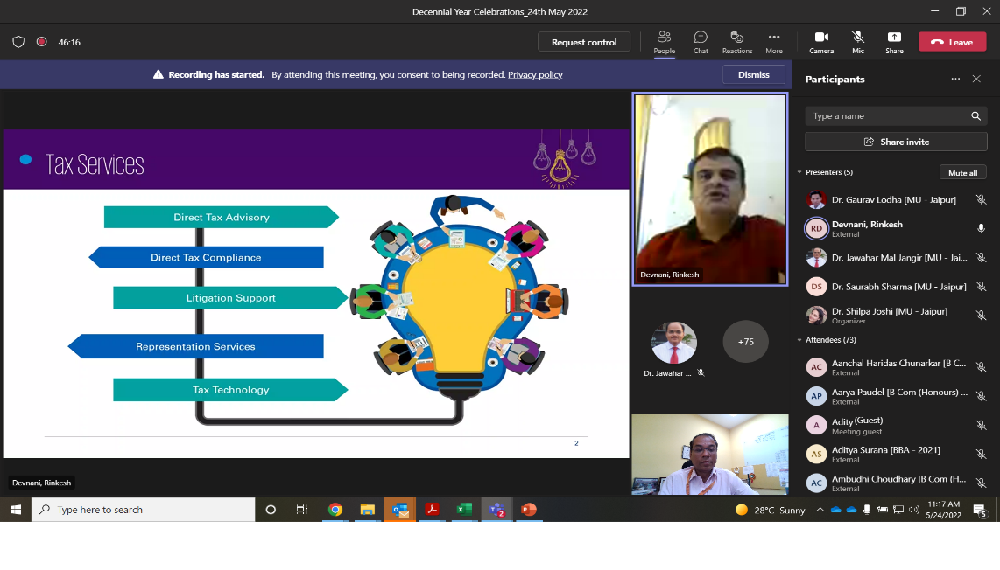 Decennial Year Celebrations_24th May 2022
46:16
Request control
People
Chat
Reactions
More
Camera
Mic
Share
Leave
Recording has started. By attending this meeting, you consent to being recorded. Privacy policy
Dismiss
Tax Services
Direct Tax Advisory
Direct Tax Compliance
Litigation Support
Representation Services
Tax Technology
2
Devnani, Rinkesh
Devnani, Rinkesh
+75
Dr. Jawahar ...
Participants
Type a name
Share invite
Presenters (5)
Mute all
Dr. Gaurav Lodha [MU - Jaipur]
RD
Devnani, Rinkesh
External
Dr. Jawahar Mal Jangir [MU - Jai...
DS
Dr. Saurabh Sharma [MU - Jaipur]
Dr. Shilpa Joshi [MU - Jaipur]
Organizer
Attendees (73)
AC
Aanchal Haridas Chunarkar [B C...
External
AP
Aarya Paudel [B Com (Honours) ...
External
A
Adity (Guest)
Meeting guest
AS
Aditya Surana [BBA - 2021]
External
AC
Ambudhi Choudhary [B Com (H...
External
Type here to search
2
28°C Sunny
11:17 AM
5/24/2022
5